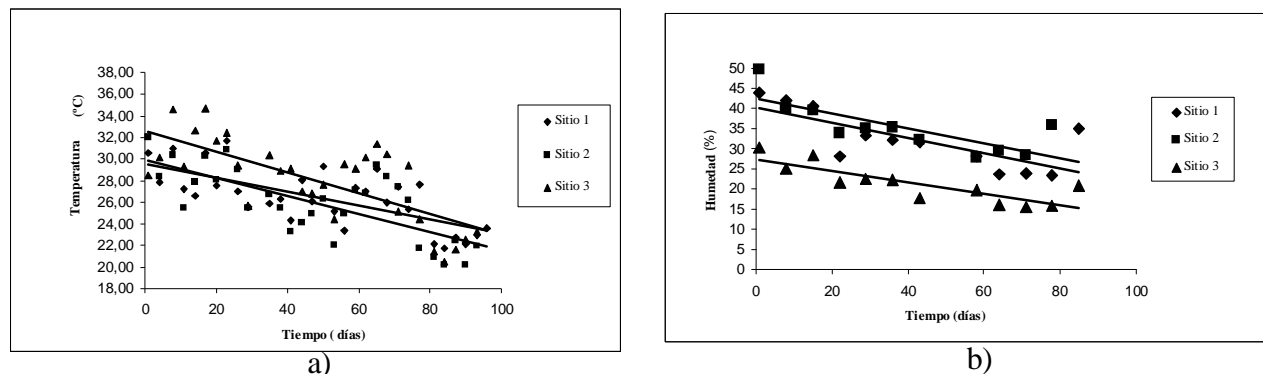 38,00
36,00
34,00
32,00
30,00
28,00
26,00
24,00
22,00
20,00
18,00
0 20 40 60 80 100
Temperatura (ºC)
Tiempo ( días)
Sitio 1
Sitio 2
Sitio 3
a)
50
45
40
35
30
25
20
15
10
5
0
0 20 40 60 80 100
Humedad (%)
Tiempo (días)
Sitio 1
Sitio 2
Sitio 3
b)